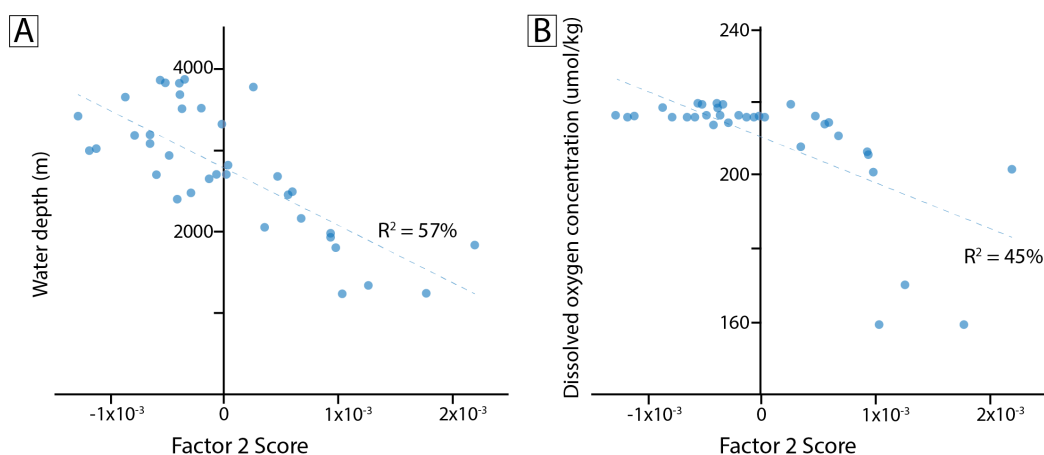 A
Water depth (m)
4000
2000
R² = 57%
-1x10⁻³
0
1x10⁻³
2x10⁻³
Factor 2 Score
B
Dissolved oxygen concentration (umol/kg)
240
200
160
R² = 45%
-1x10⁻³
0
1x10⁻³
2x10⁻³
Factor 2 Score